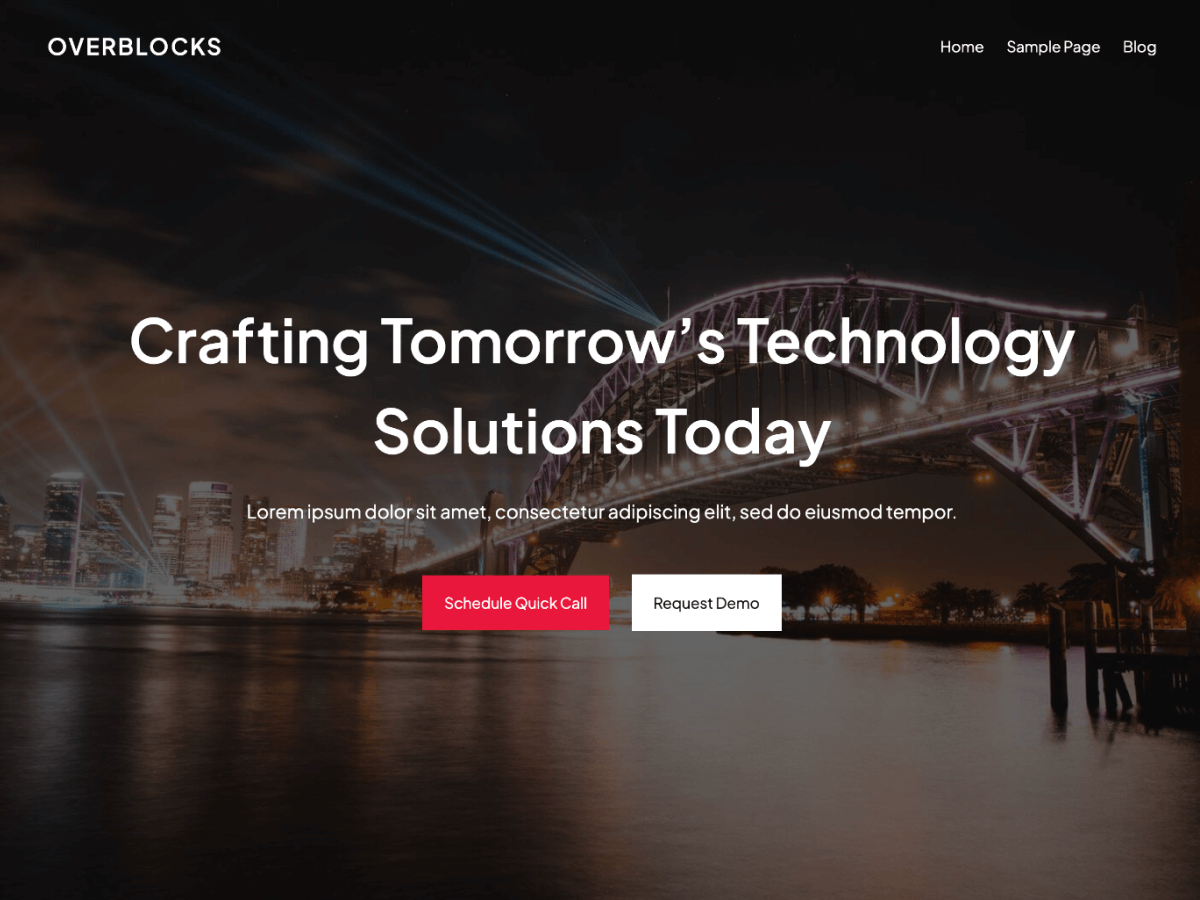 OVERBLOCKS
Home Sample Page Blog
Crafting Tomorrow’s Technology
Solutions Today
Lorem ipsum dolor sit amet, consectetur adipiscing elit, sed do eiusmod tempor.
Schedule Quick Call
Request Demo